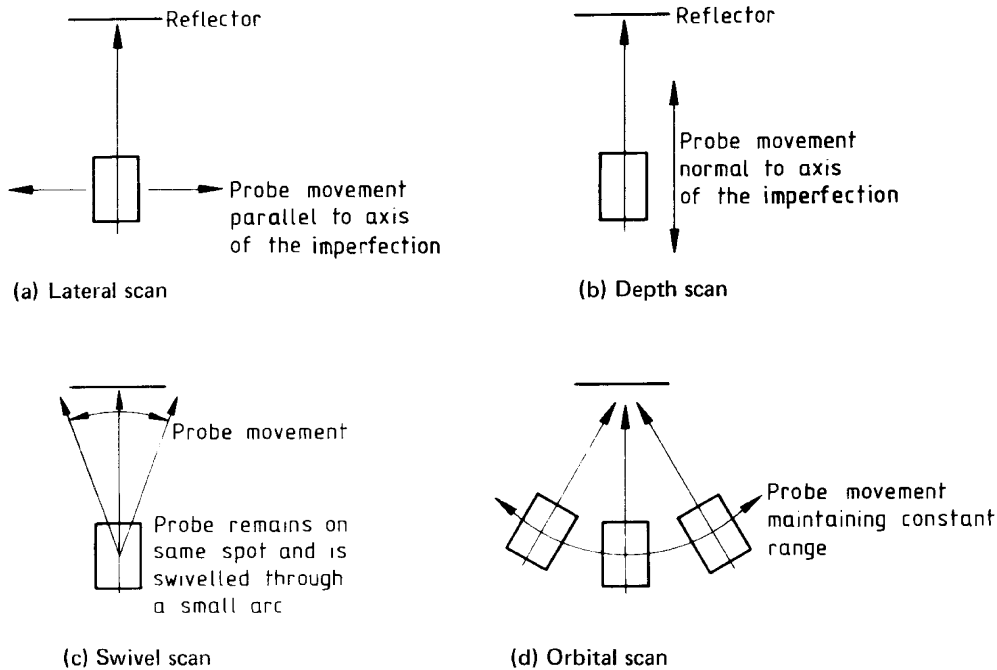 Reflector
Probe movement
parallel to axis
of the imperfection
(a) Lateral scan
Reflector
Probe movement
normal to axis
of the imperfection
(b) Depth scan
Probe movement
Probe remains on
same spot and is
swivelled through
a small arc
(c) Swivel scan
Probe movement
maintaining constant
range
(d) Orbital scan